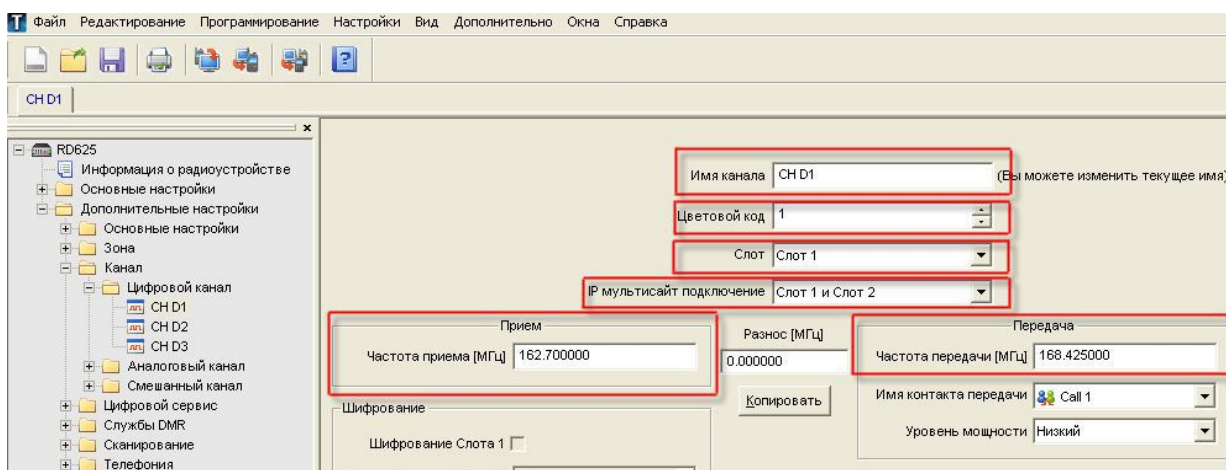 Файл Редактирование Программирование Настройки Вид Дополнительно Окна Справка
CH D1
RD625
Информация о радиоустройстве
Основные настройки
Дополнительные настройки
Основные настройки
Зона
Канал
Цифровой канал
CH D1
CH D2
CH D3
Аналоговый канал
Смешанный канал
Цифровой сервис
Службы DMR
Сканирование
Телефония
Имя канала CH D1 (Вы можете изменить текущее имя)
Цветовой код 1
Слот Слот 1
IP мультисайт подключение Слот 1 и Слот 2
Прием
Частота приема [МГц] 162.700000
Разнос [МГц]
0.000000
Копировать
Передача
Частота передачи [МГц] 168.425000
Имя контакта передачи Call 1
Уровень мощности Низкий
Шифрование
Шифрование Слота 1